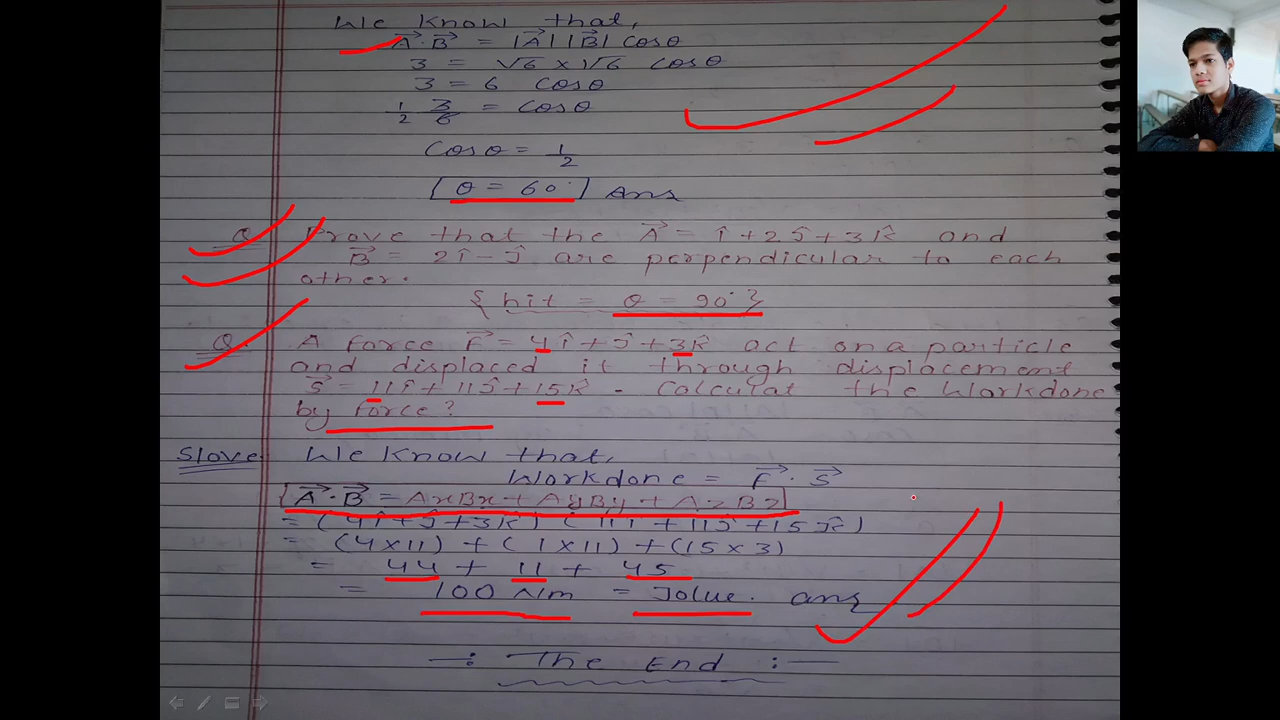 We know that,
A⃗·B⃗ = |A⃗| |B⃗| cosθ
3 = √6 × √6 cosθ
3 = 6 cosθ
1/2 3/6 = cosθ
cosθ = 1/2
[θ = 60°] Ans
Q Prove that the A⃗ = î+2ĵ+3k̂ and
B⃗ = 2î-ĵ are perpendicular to each
other.
{hit = θ = 90°}
Q. A force F⃗ = 4î+ĵ+3k̂ act on a particle
and displaced it through displacement
S⃗ = 11î+11ĵ+15k̂ - Calculat the workdone
by force?
Slove We know that,
Workdone = F⃗·S⃗
[A⃗·B⃗ = AxBx + AyBy + AzBz]
= (4î+ĵ+3k̂) (11î+11ĵ+15k̂)
= (4×11) + (1×11) + (15×3)
= 44 + 11 + 45
= 100 N/m = Jolue. ans
—: The End :—